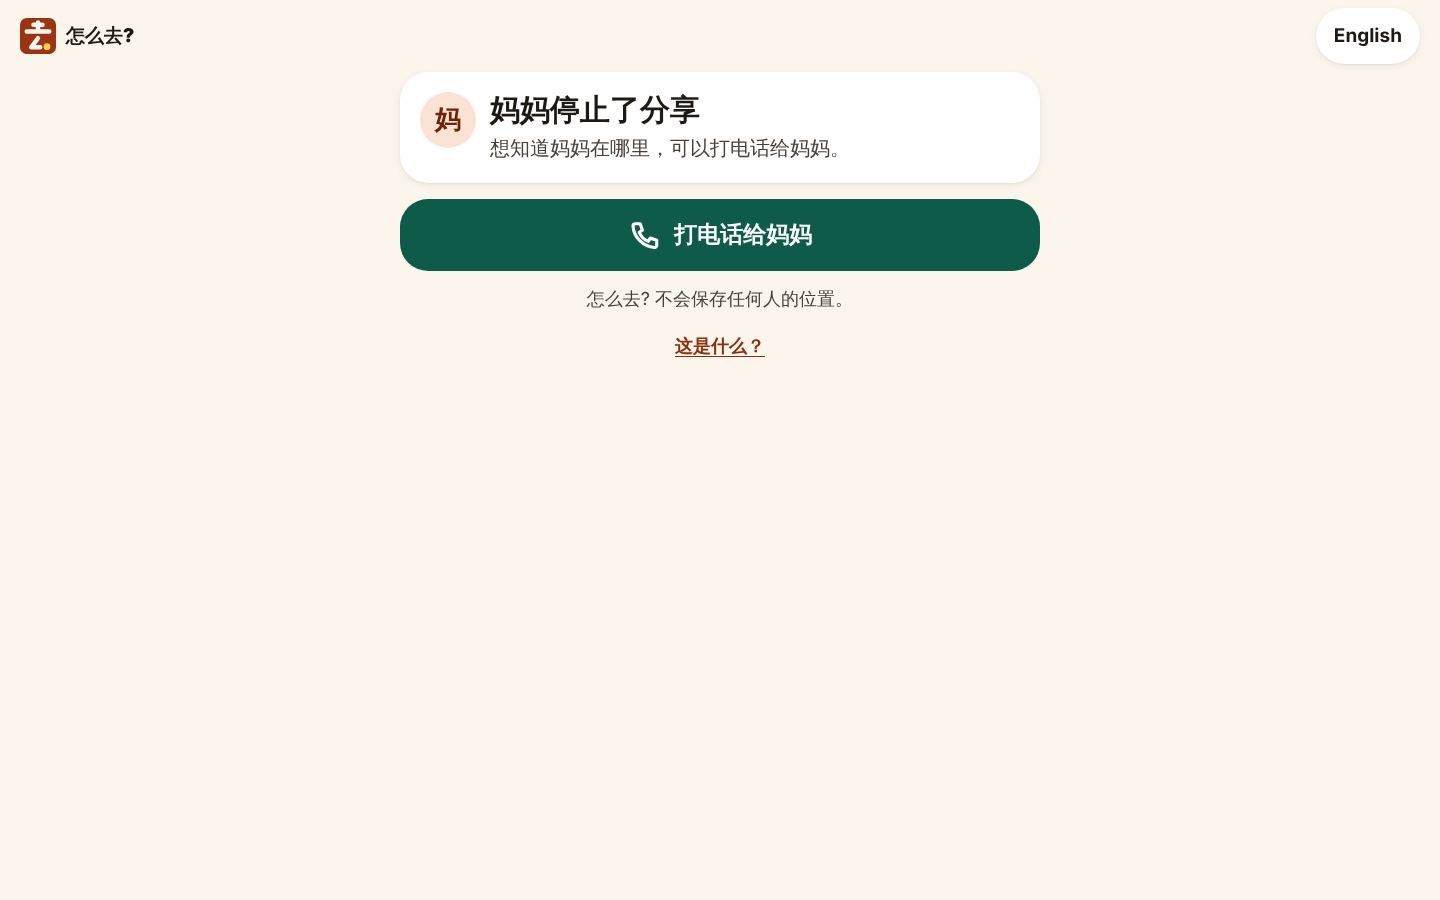 去 怎么去?
English
妈
妈妈停止了分享
想知道妈妈在哪里，可以打电话给妈妈。
打电话给妈妈
怎么去? 不会保存任何人的位置。
这是什么？